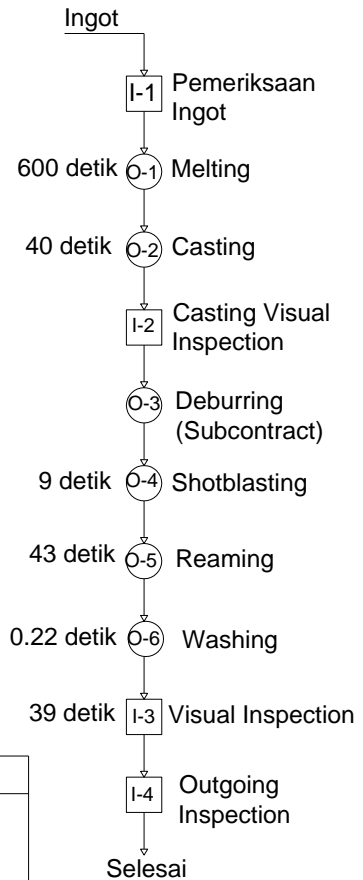 Ingot
I-1
Pemeriksaan
Ingot
600 detik O-1 Melting
40 detik O-2 Casting
I-2
Casting Visual
Inspection
O-3
Deburring
(Subcontract)
9 detik O-4 Shotblasting
43 detik O-5 Reaming
0.22 detik O-6 Washing
39 detik I-3 Visual Inspection
I-4
Outgoing
Inspection
Selesai